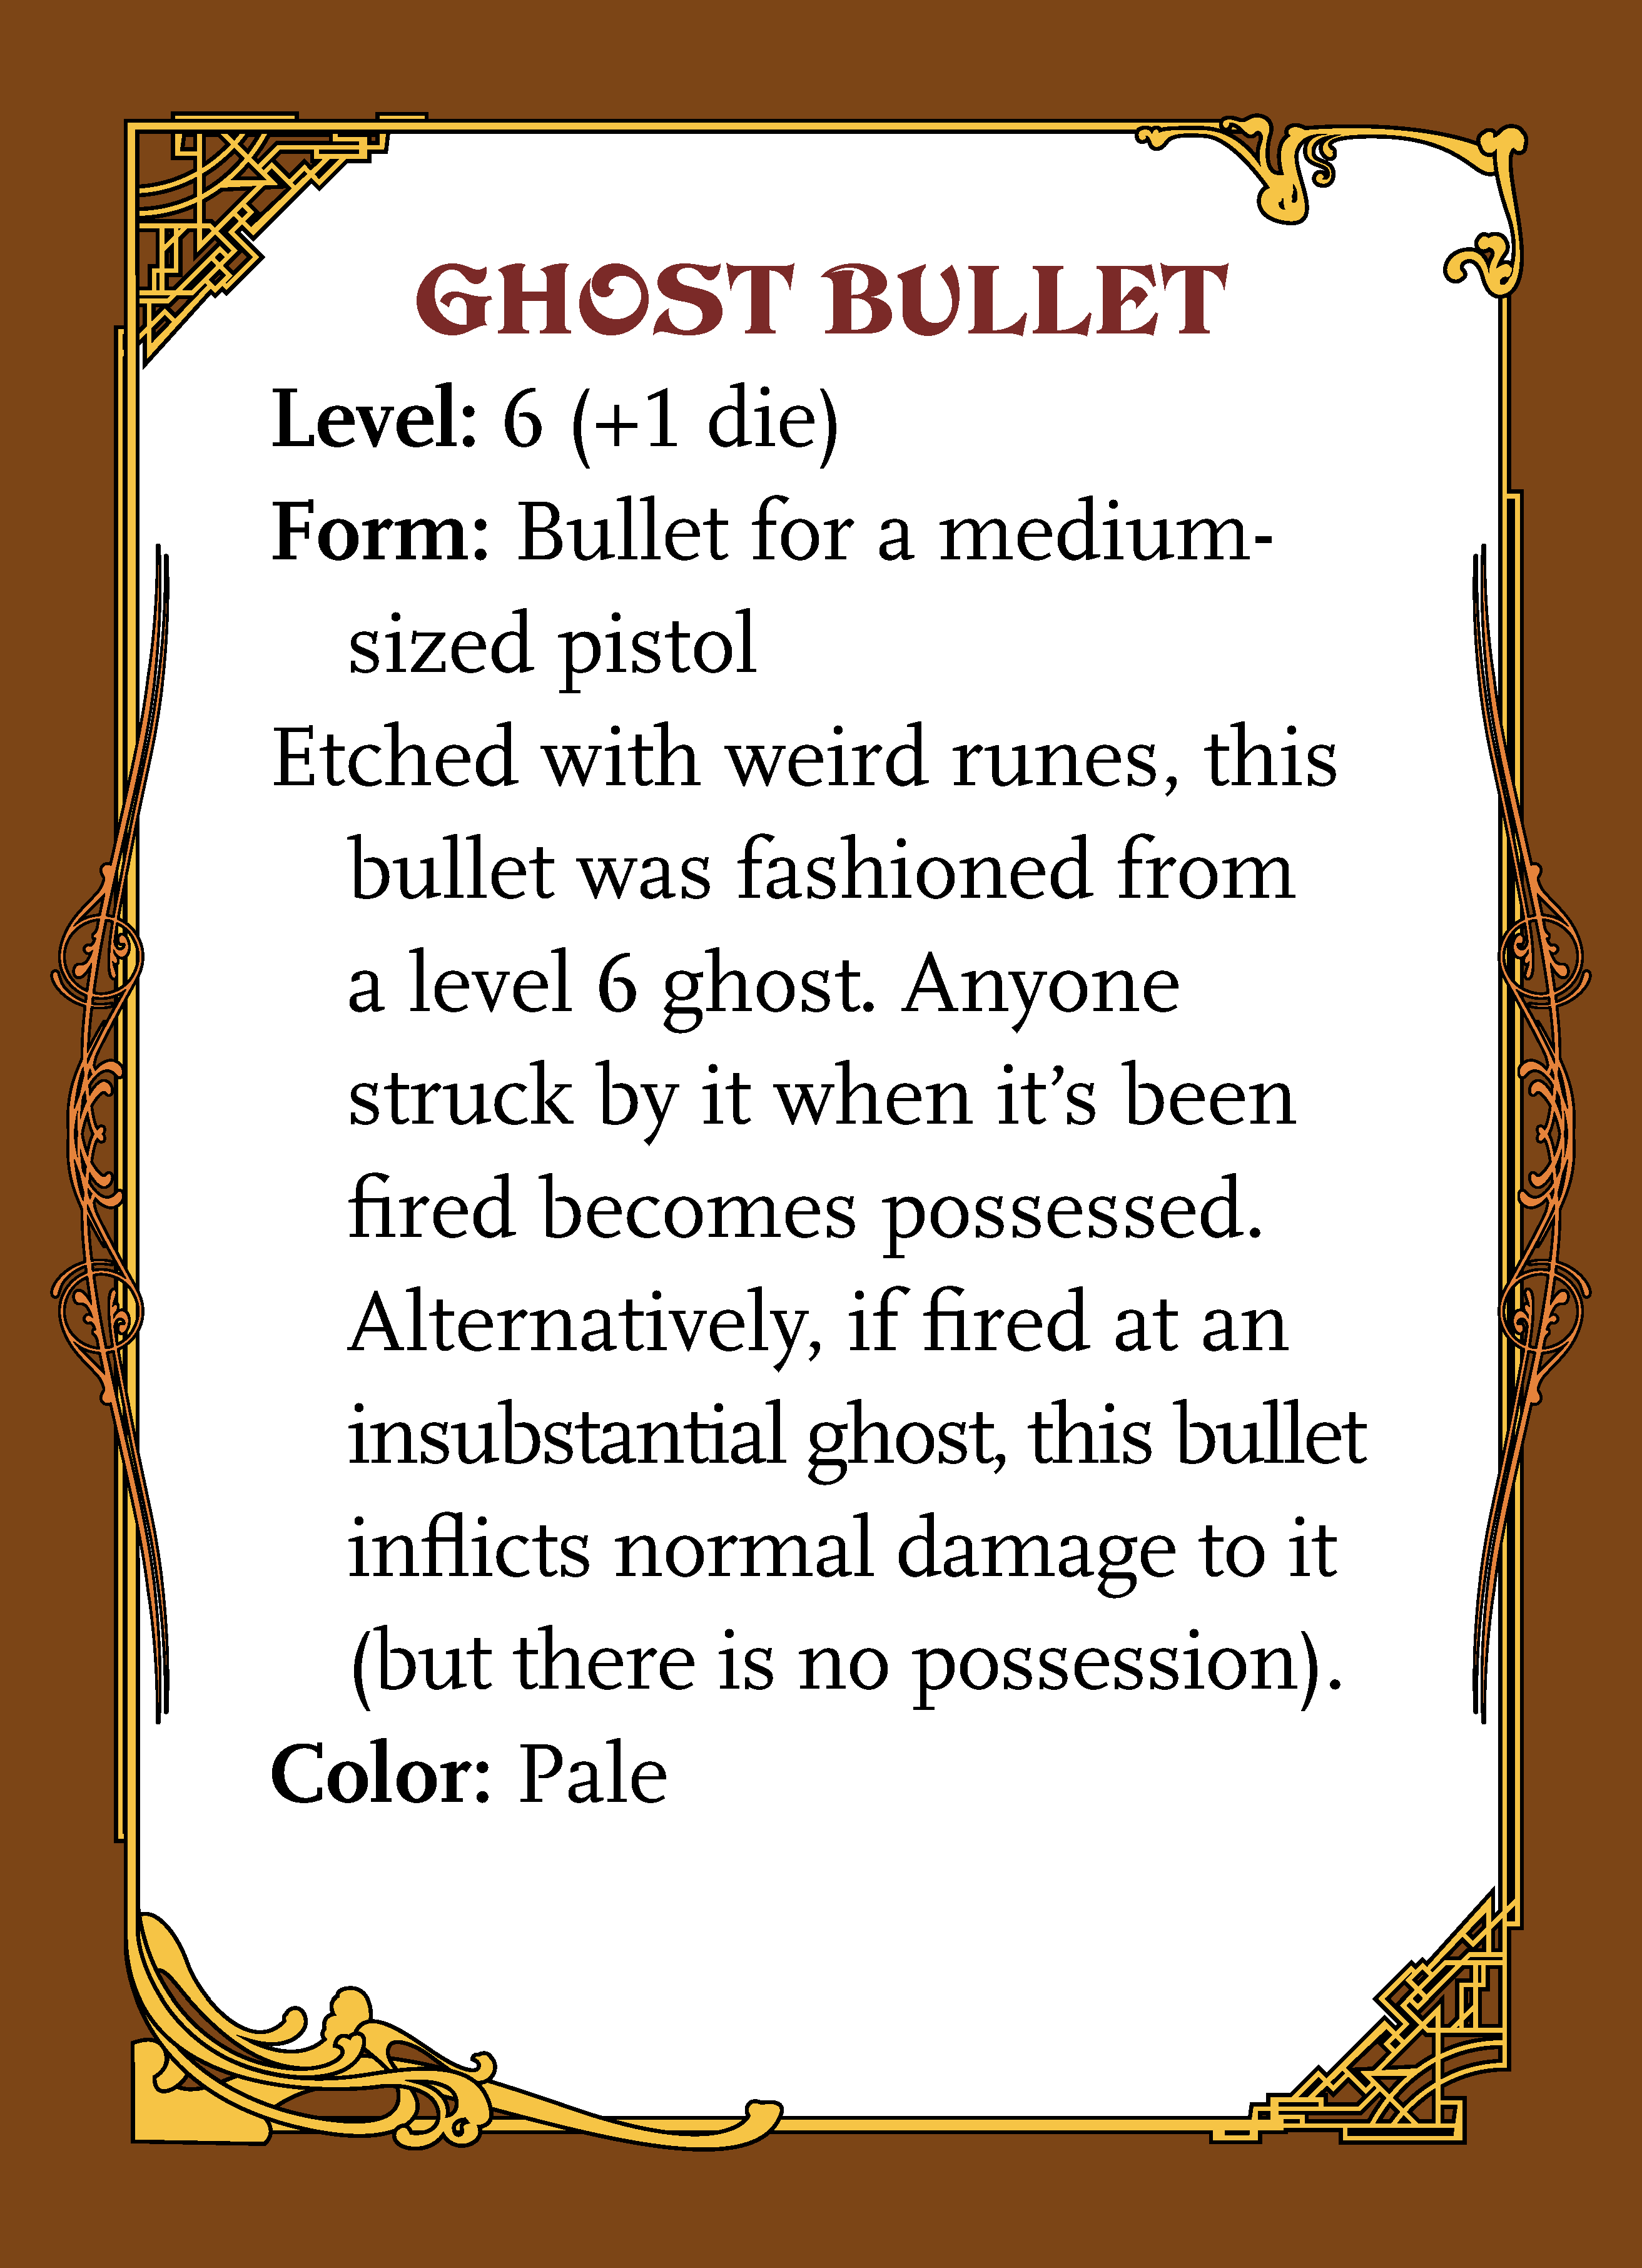 GHOST BULLET
Level: 6 (+1 die)
Form: Bullet for a medium-
sized pistol
Etched with weird runes, this
bullet was fashioned from
a level 6 ghost. Anyone
struck by it when it’s been
fired becomes possessed.
Alternatively, if fired at an
insubstantial ghost, this bullet
inflicts normal damage to it
(but there is no possession).
Color: Pale